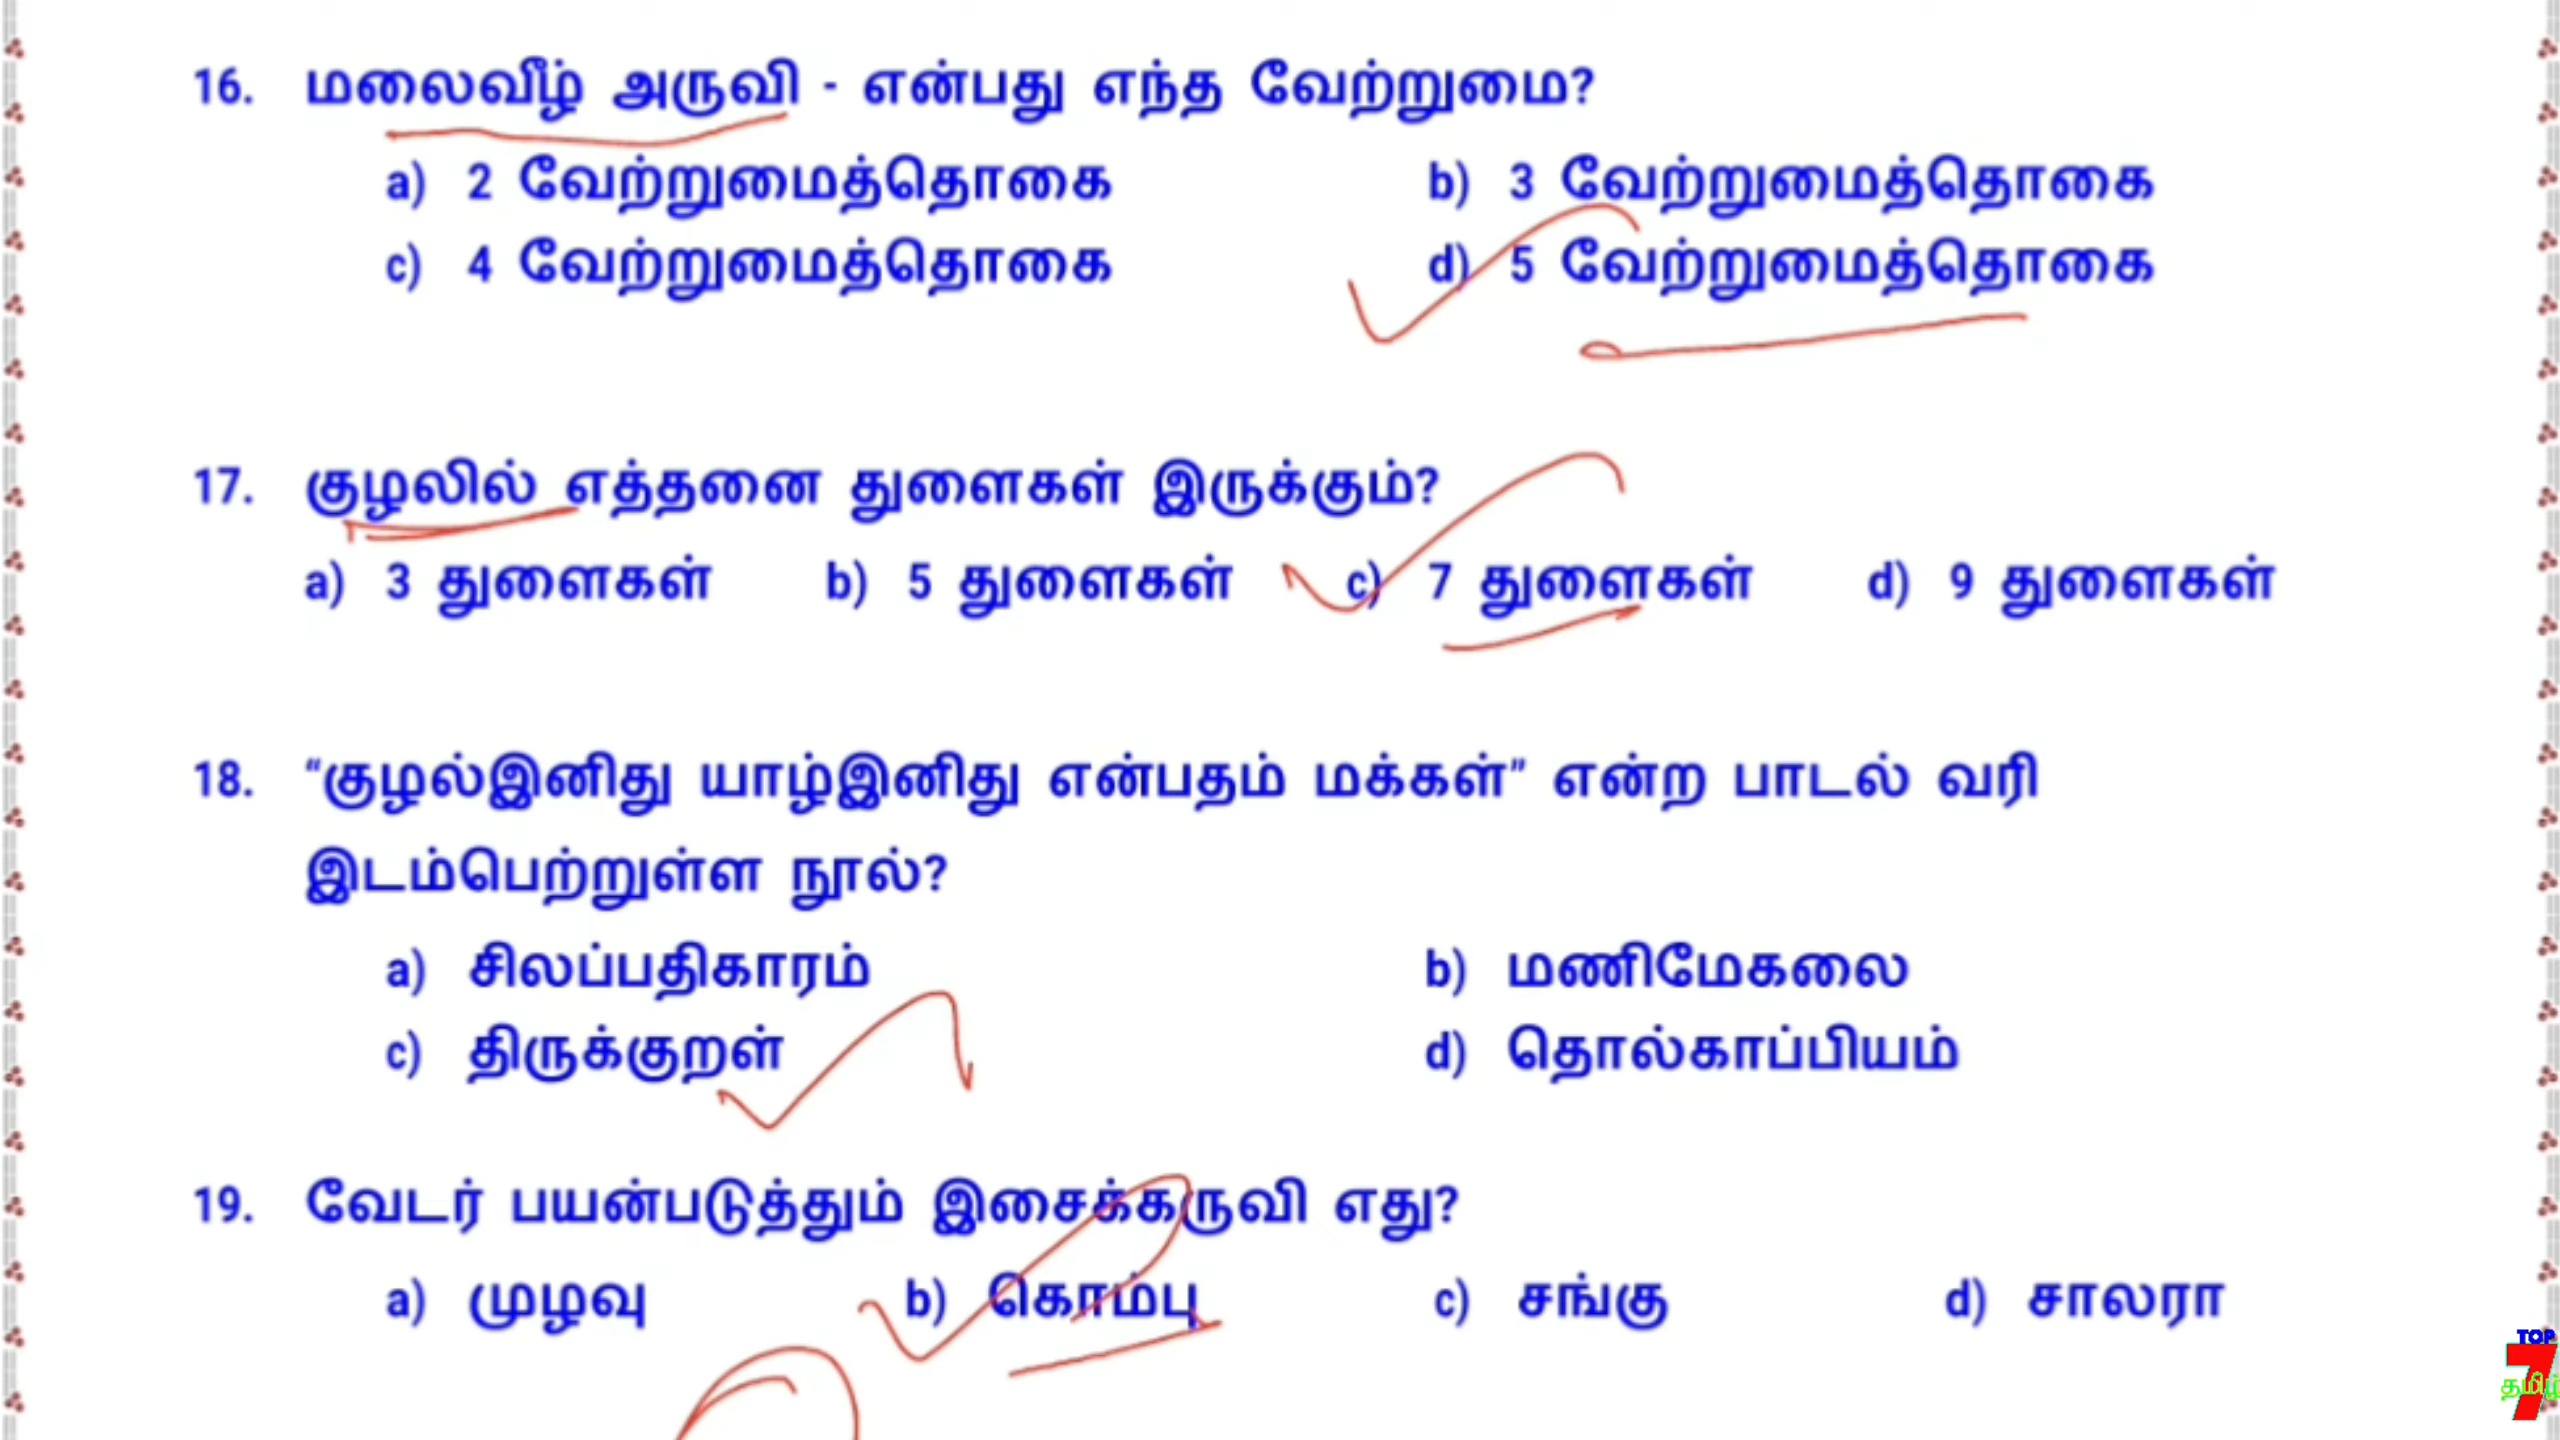 16. மலைவீழ் அருவி - என்பது எந்த வேற்றுமை?
a) 2 வேற்றுமைத்தொகை b) 3 வேற்றுமைத்தொகை
c) 4 வேற்றுமைத்தொகை d) 5 வேற்றுமைத்தொகை
17. குழலில் எத்தனை துளைகள் இருக்கும்?
a) 3 துளைகள் b) 5 துளைகள் c) 7 துளைகள் d) 9 துளைகள்
18. “குழல்இனிது யாழ்இனிது என்பதம் மக்கள்” என்ற பாடல் வரி
இடம்பெற்றுள்ள நூல்?
a) சிலப்பதிகாரம் b) மணிமேகலை
c) திருக்குறள் d) தொல்காப்பியம்
19. வேடர் பயன்படுத்தும் இசைக்கருவி எது?
a) முழவு b) கொம்பு c) சங்கு d) சாலரா
TOP
7
தமிழ்